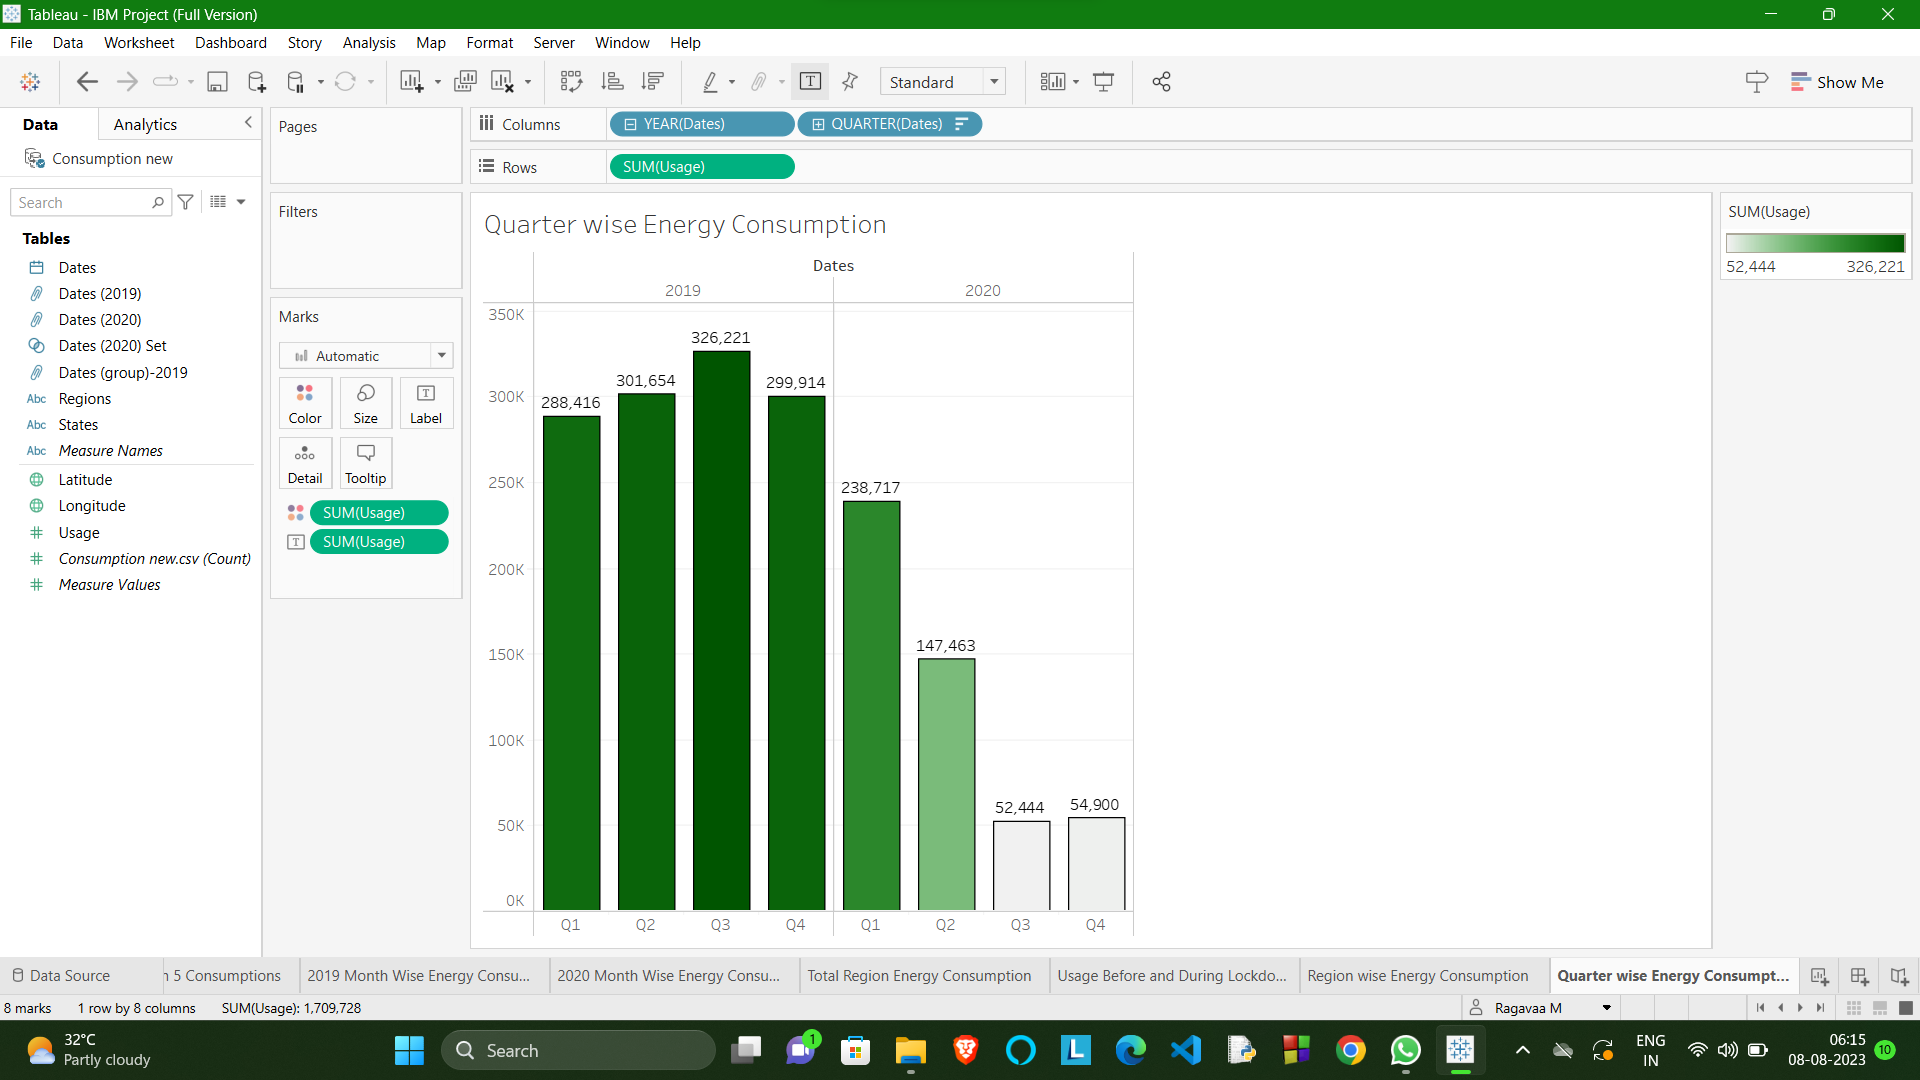 Tableau - IBM Project (Full Version)
File Data Worksheet Dashboard Story Analysis Map Format Server Window Help
Standard
Show Me
Data Analytics
Consumption new
Search
Tables
Dates
Dates (2019)
Dates (2020)
Dates (2020) Set
Dates (group)-2019
Abc Regions
Abc States
Abc Measure Names
Latitude
Longitude
Usage
Consumption new.csv (Count)
Measure Values
Pages
Filters
Marks
Automatic
Color Size Label
Detail Tooltip
SUM(Usage)
SUM(Usage)
Columns YEAR(Dates) QUARTER(Dates)
Rows SUM(Usage)
Quarter wise Energy Consumption
Dates
2019 2020
350K
300K
250K
200K
150K
100K
50K
0K
288,416
301,654
326,221
299,914
238,717
147,463
52,444
54,900
Q1 Q2 Q3 Q4 Q1 Q2 Q3 Q4
SUM(Usage)
52,444 326,221
Data Source
5 Consumptions
2019 Month Wise Energy Consu...
2020 Month Wise Energy Consu...
Total Region Energy Consumption
Usage Before and During Lockdo...
Region wise Energy Consumption
Quarter wise Energy Consumpt...
8 marks 1 row by 8 columns SUM(Usage): 1,709,728
Ragavaa M
32°C
Partly cloudy
Search
1
L
ENG
IN
06:15
08-08-2023
10